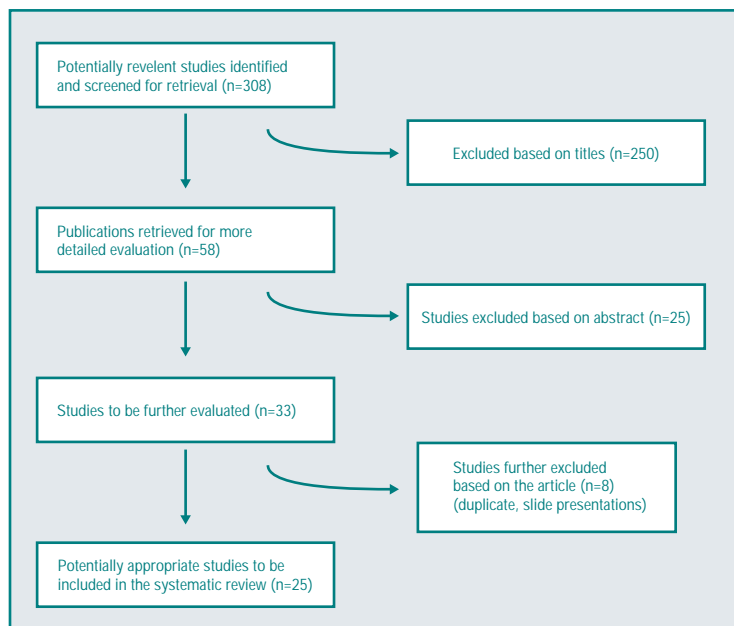 Potentially revelent studies identified
and screened for retrieval (n=308)
Excluded based on titles (n=250)
Publications retrieved for more
detailed evaluation (n=58)
Studies excluded based on abstract (n=25)
Studies to be further evaluated (n=33)
Studies further excluded
based on the article (n=8)
(duplicate, slide presentations)
Potentially appropriate studies to be
included in the systematic review (n=25)